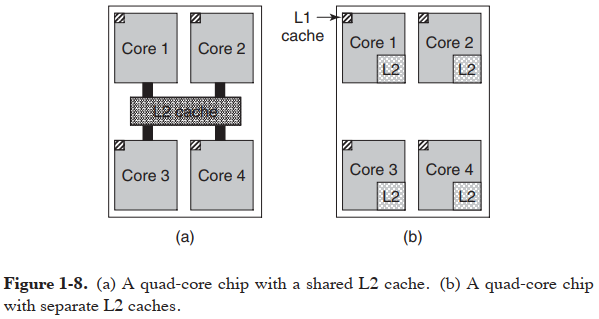 L1
cache
Core 1
Core 2
L2 cache
Core 3
Core 4
Core 1
Core 2
L2
L2
Core 3
Core 4
L2
L2
(a)
(b)
Figure 1-8. (a) A quad-core chip with a shared L2 cache. (b) A quad-core chip
with separate L2 caches.